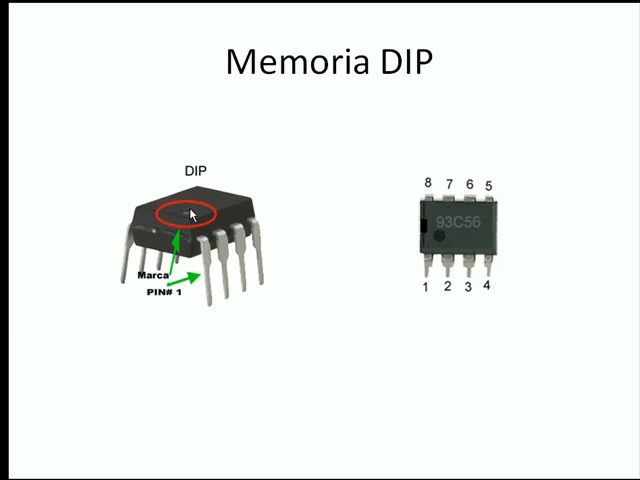 Memoria DIP
DIP
Marca
PIN# 1
8 7 6 5
93C56
1 2 3 4